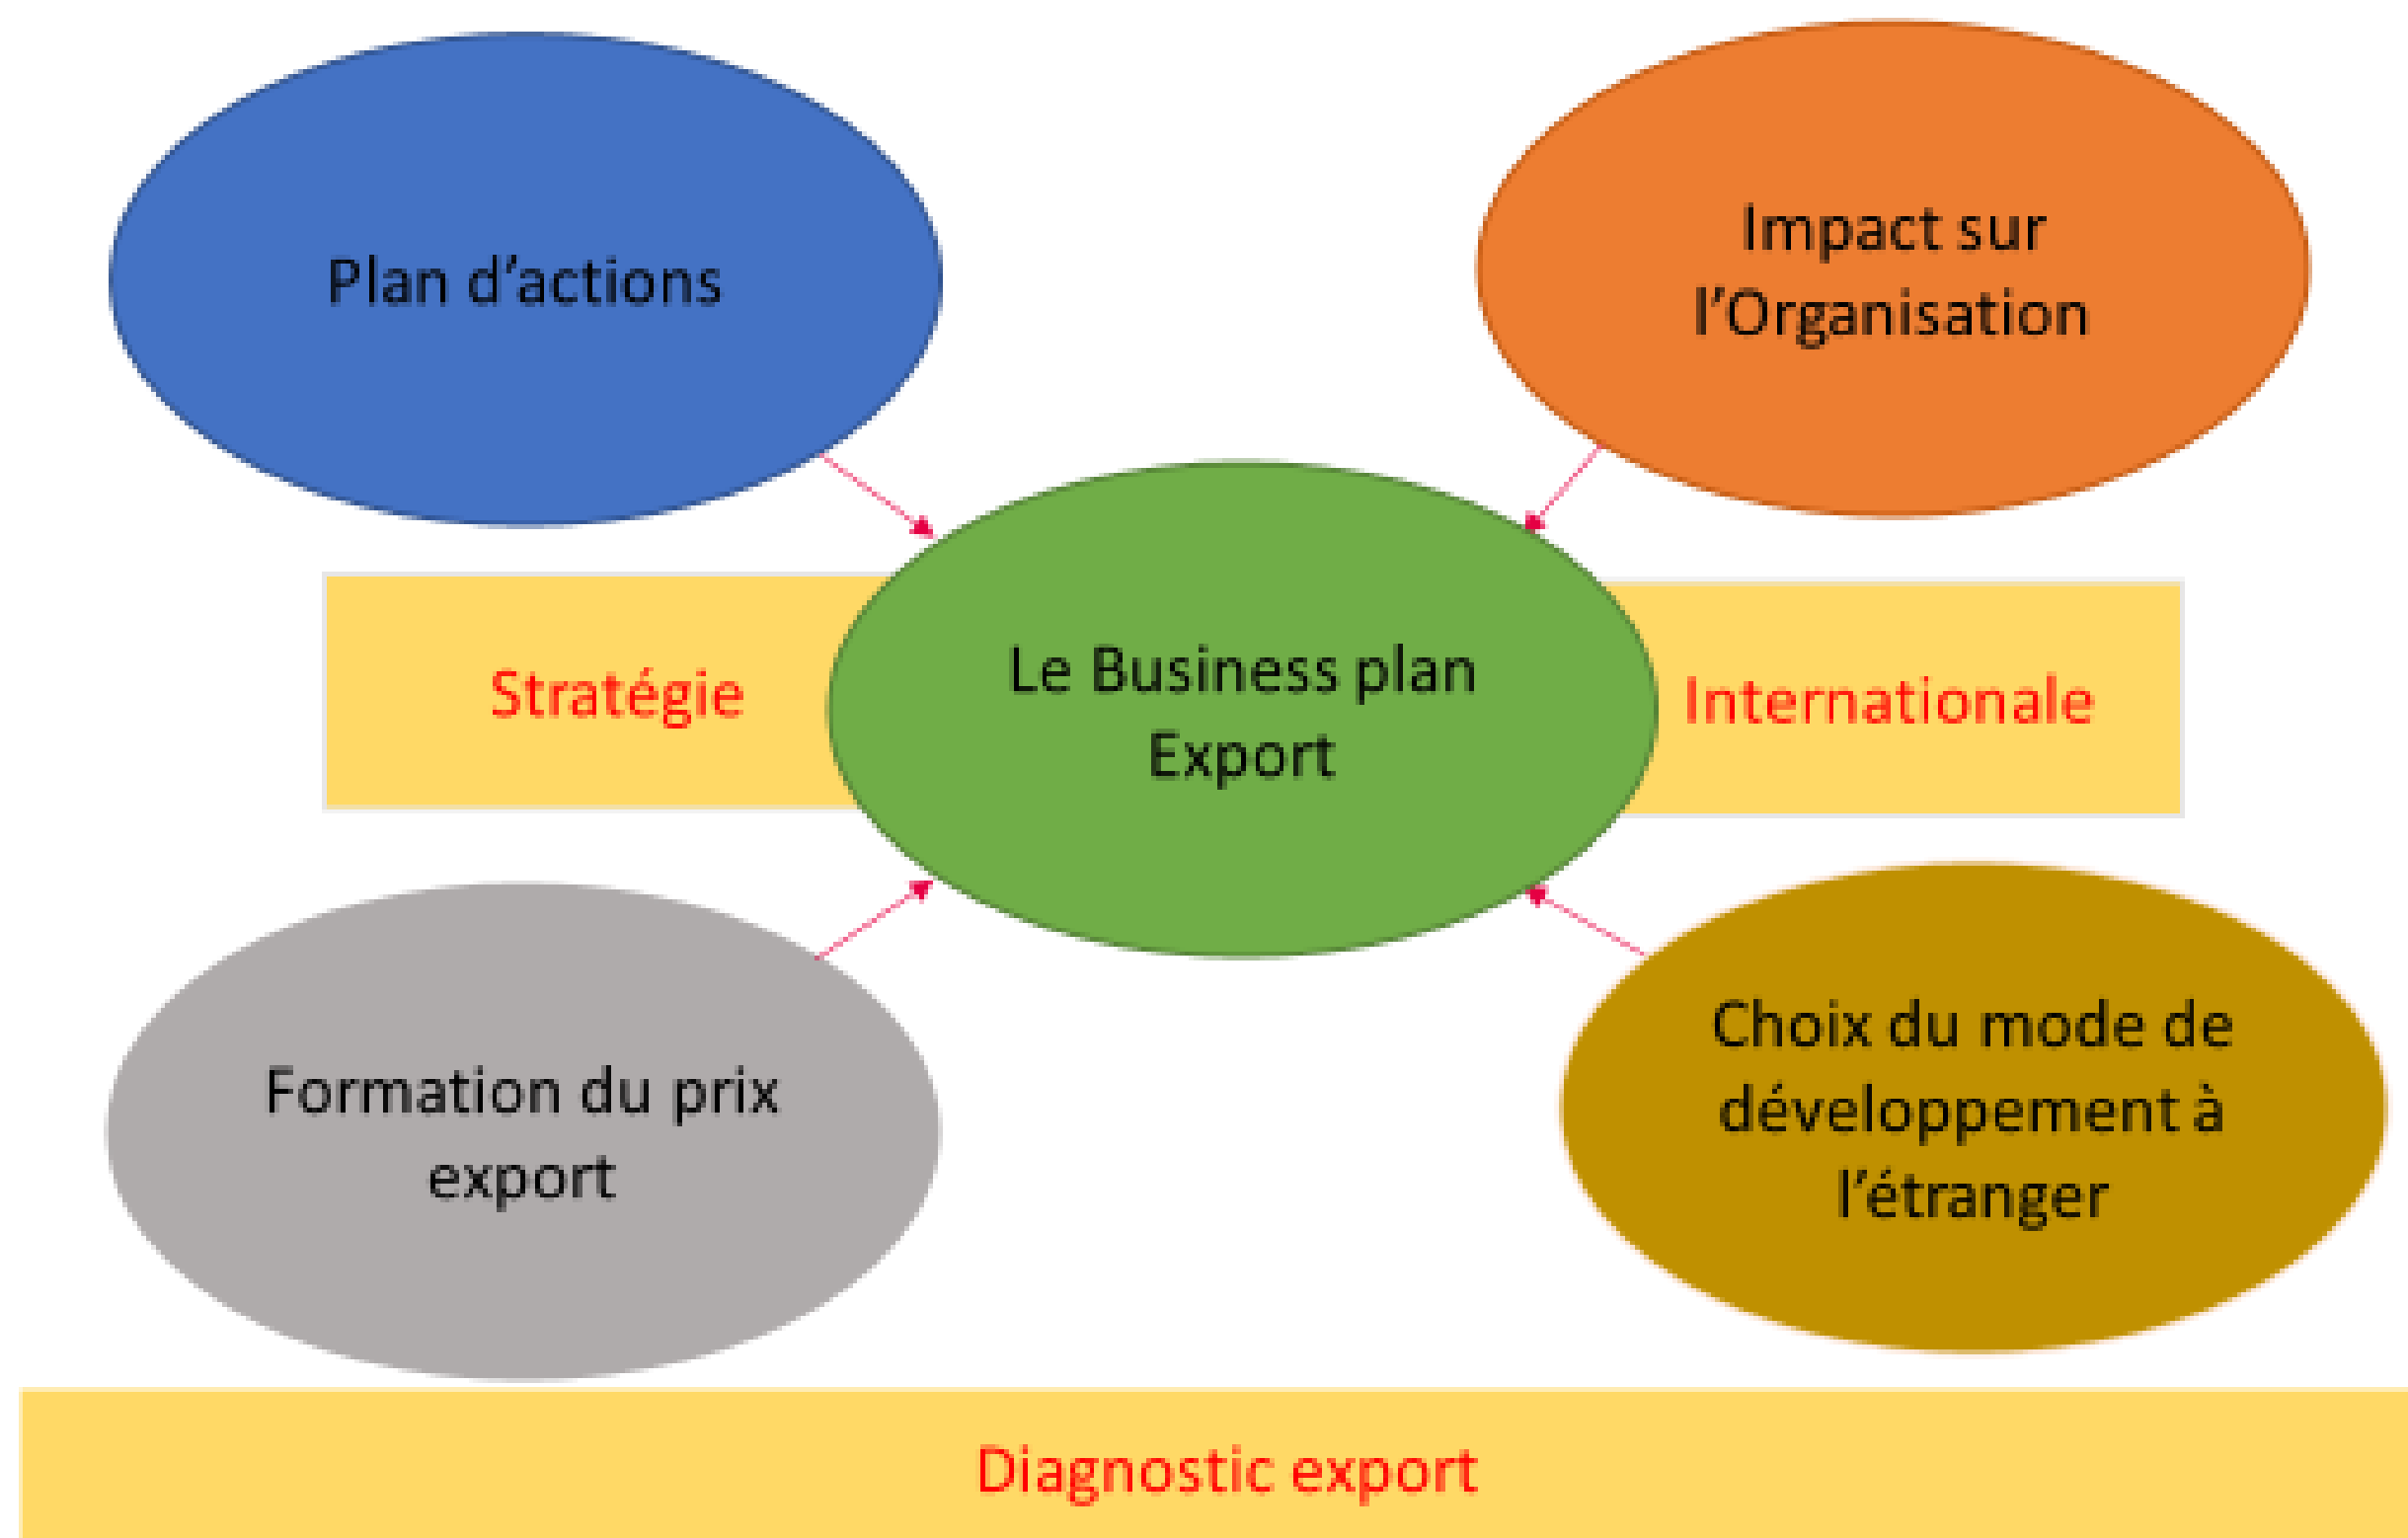 Plan d’actions
Impact sur
l’Organisation
Stratégie
Le Business plan
Export
Internationale
Formation du prix
export
Choix du mode de
développement à
l’étranger
Diagnostic export